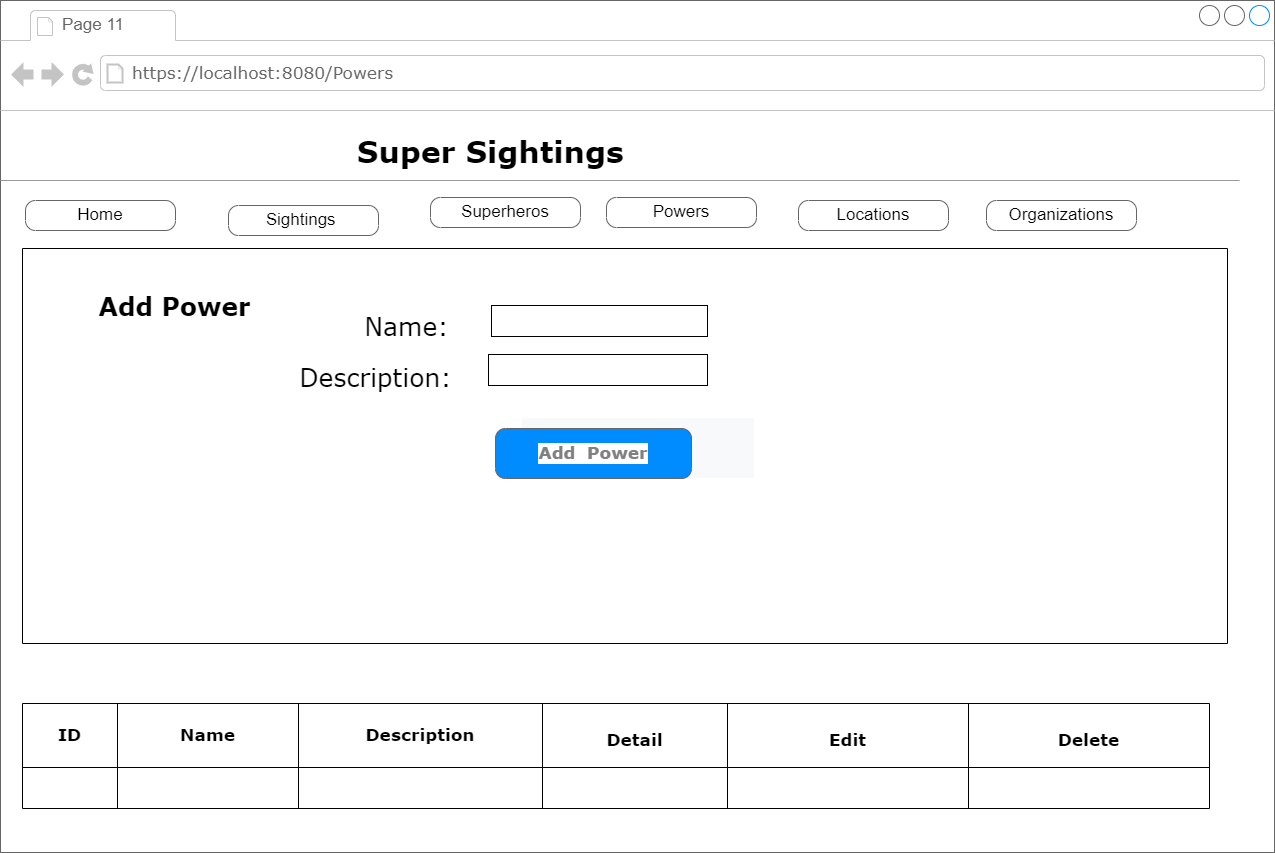 Page 11
https://localhost:8080/Powers
Super Sightings
Home Sightings Superheros Powers Locations Organizations
Add Power
Name:
Description:
Add Power
ID Name Description Detail Edit Delete